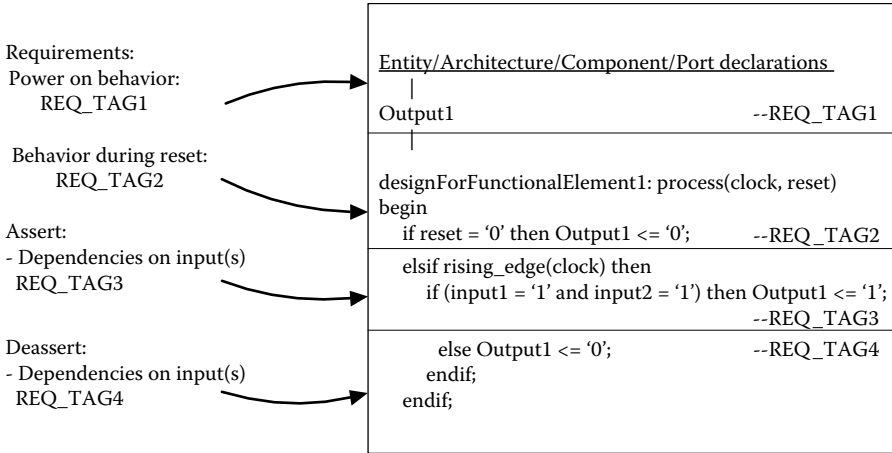 Requirements:
Power on behavior:
REQ_TAG1
Behavior during reset:
REQ_TAG2
Assert:
- Dependencies on input(s)
REQ_TAG3
Deassert:
- Dependencies on input(s)
REQ_TAG4
Entity/Architecture/Component/Port declarations
|
Output1 --REQ_TAG1
|
designForFunctionalElement1: process(clock, reset)
begin
if reset = ‘0’ then Output1 <= ‘0’; --REQ_TAG2
elsif rising_edge(clock) then
if (input1 = ‘1’ and input2 = ‘1’) then Output1 <= ‘1’;
--REQ_TAG3
else Output1 <= ‘0’; --REQ_TAG4
endif;
endif;